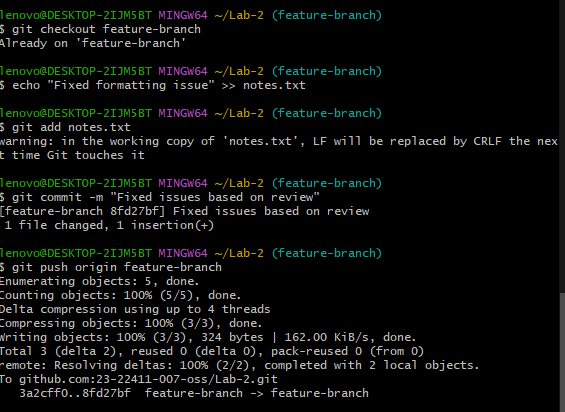 lenovo@DESKTOP-2IJM5BT MINGW64 ~/Lab-2 (feature-branch)
$ git checkout feature-branch
Already on 'feature-branch'
lenovo@DESKTOP-2IJM5BT MINGW64 ~/Lab-2 (feature-branch)
$ echo "Fixed formatting issue" >> notes.txt
lenovo@DESKTOP-2IJM5BT MINGW64 ~/Lab-2 (feature-branch)
$ git add notes.txt
warning: in the working copy of 'notes.txt', LF will be replaced by CRLF the nex
t time Git touches it
lenovo@DESKTOP-2IJM5BT MINGW64 ~/Lab-2 (feature-branch)
$ git commit -m "Fixed issues based on review"
[feature-branch 8fd27bf] Fixed issues based on review
1 file changed, 1 insertion(+)
lenovo@DESKTOP-2IJM5BT MINGW64 ~/Lab-2 (feature-branch)
$ git push origin feature-branch
Enumerating objects: 5, done.
Counting objects: 100% (5/5), done.
Delta compression using up to 4 threads
Compressing objects: 100% (3/3), done.
Writing objects: 100% (3/3), 324 bytes | 162.00 KiB/s, done.
Total 3 (delta 2), reused 0 (delta 0), pack-reused 0 (from 0)
remote: Resolving deltas: 100% (2/2), completed with 2 local objects.
To github.com:23-22411-007-oss/Lab-2.git
3a2cff0..8fd27bf feature-branch -> feature-branch